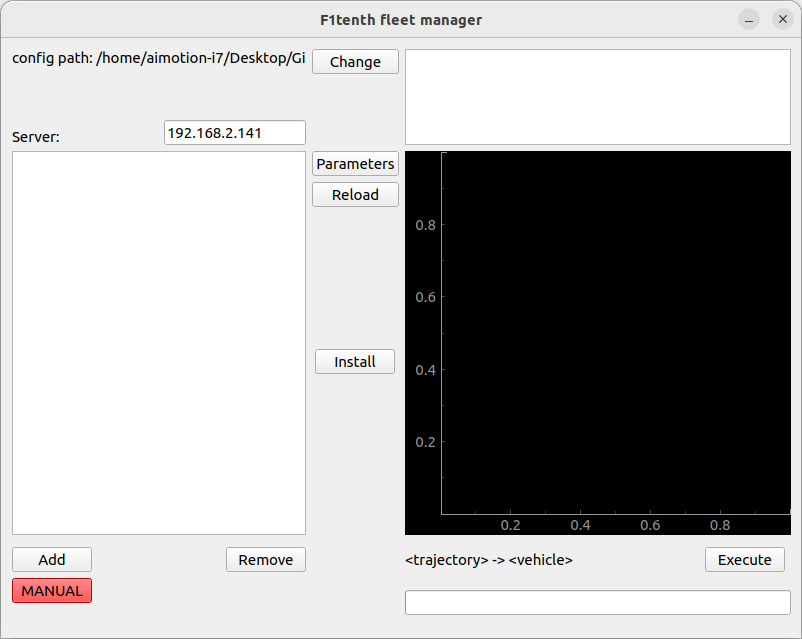 F1tenth fleet manager
config path: /home/aimotion-i7/Desktop/Gi
Change
Server:
192.168.2.141
Parameters
Reload
Install
0.8
0.6
0.4
0.2
0.2 0.4 0.6 0.8
Add
Remove
<trajectory> -> <vehicle>
Execute
MANUAL